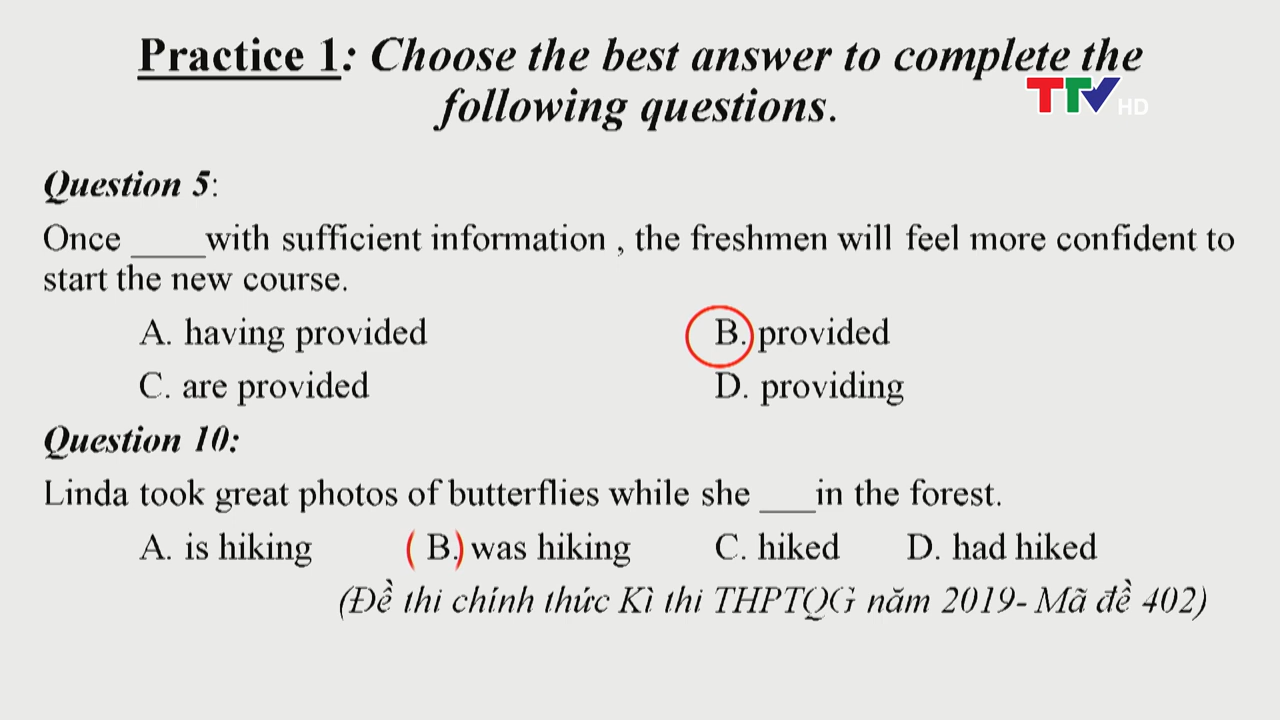 Practice 1: Choose the best answer to complete the
following questions.
TTV HD
Question 5:
Once ____with sufficient information , the freshmen will feel more confident to
start the new course.
A. having provided B. provided
C. are provided D. providing
Question 10:
Linda took great photos of butterflies while she ___in the forest.
A. is hiking ( B.) was hiking C. hiked D. had hiked
(Đề thi chính thức Kì thi THPTQG năm 2019- Mã đề 402)